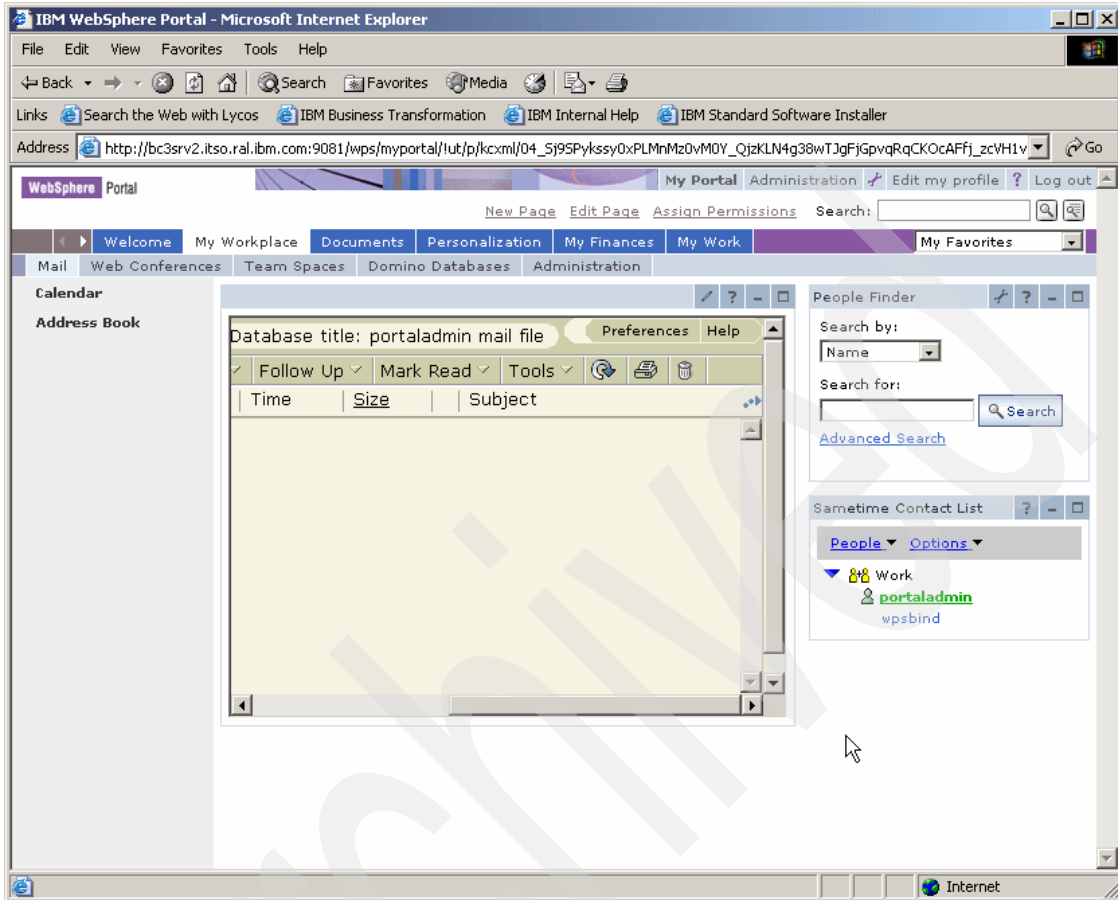 IBM WebSphere Portal - Microsoft Internet Explorer
File Edit View Favorites Tools Help
Back Search Favorites Media
Links Search the Web with Lycos IBM Business Transformation IBM Internal Help IBM Standard Software Installer
Address http://bc3srv2.itso.ral.ibm.com:9081/wps/myportal/!ut/p/kcxml/04_Sj9SPykssy0xPLMnMz0vM0Y_QjzKLN4g38wTJgFjGpvqRqCKOcAFfj_zcVH1v Go
WebSphere Portal My Portal Administration Edit my profile ? Log out
New Page Edit Page Assign Permissions Search:
Welcome My Workplace Documents Personalization My Finances My Work My Favorites
Mail Web Conferences Team Spaces Domino Databases Administration
Calendar
Address Book
Database title: portaladmin mail file Preferences Help
Follow Up Mark Read Tools
Time Size Subject
People Finder ?
Search by:
Name
Search for:
Search
Advanced Search
Sametime Contact List ?
People Options
Work
portaladmin
wpsbind
Internet